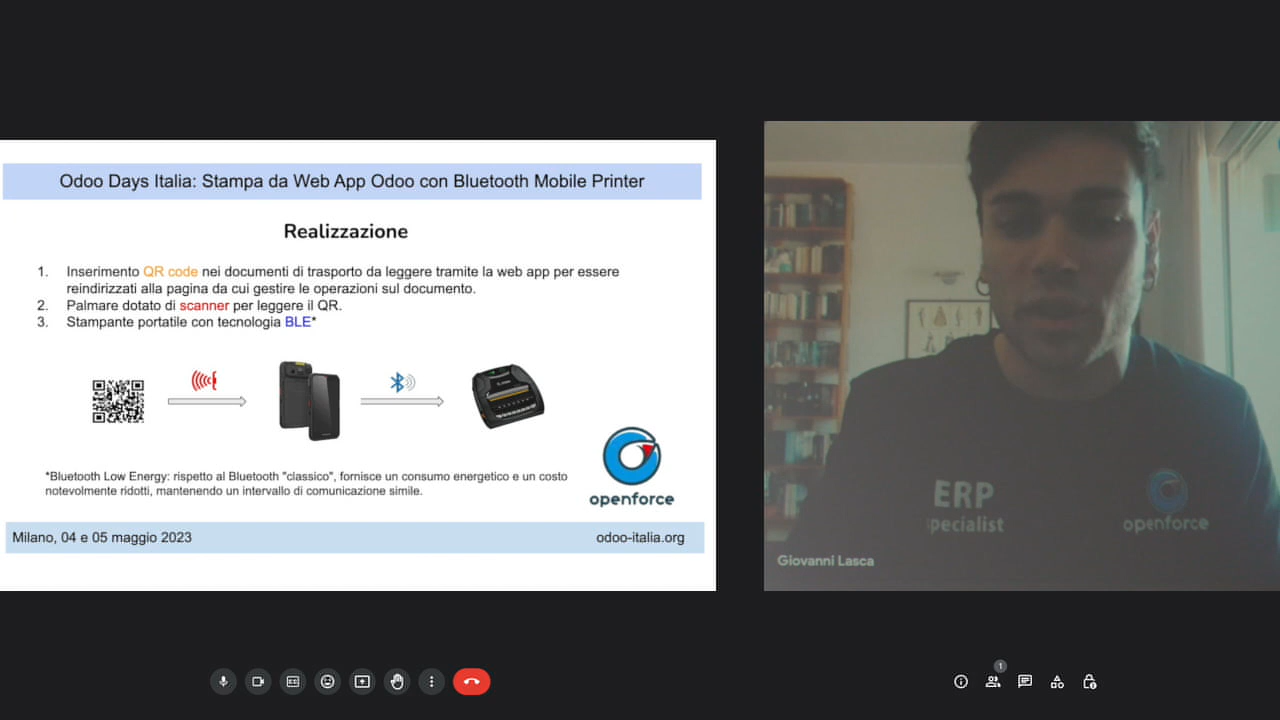 Odoo Days Italia: Stampa da Web App Odoo con Bluetooth Mobile Printer
Realizzazione
1. Inserimento QR code nei documenti di trasporto da leggere tramite la web app per essere
reindirizzati alla pagina da cui gestire le operazioni sul documento.
2. Palmare dotato di scanner per leggere il QR.
3. Stampante portatile con tecnologia BLE*
*Bluetooth Low Energy: rispetto al Bluetooth "classico", fornisce un consumo energetico e un costo
notevolmente ridotti, mantenendo un intervallo di comunicazione simile.
openforce
Milano, 04 e 05 maggio 2023
odoo-italia.org
ERP
specialist
openforce
Giovanni Lasca
1